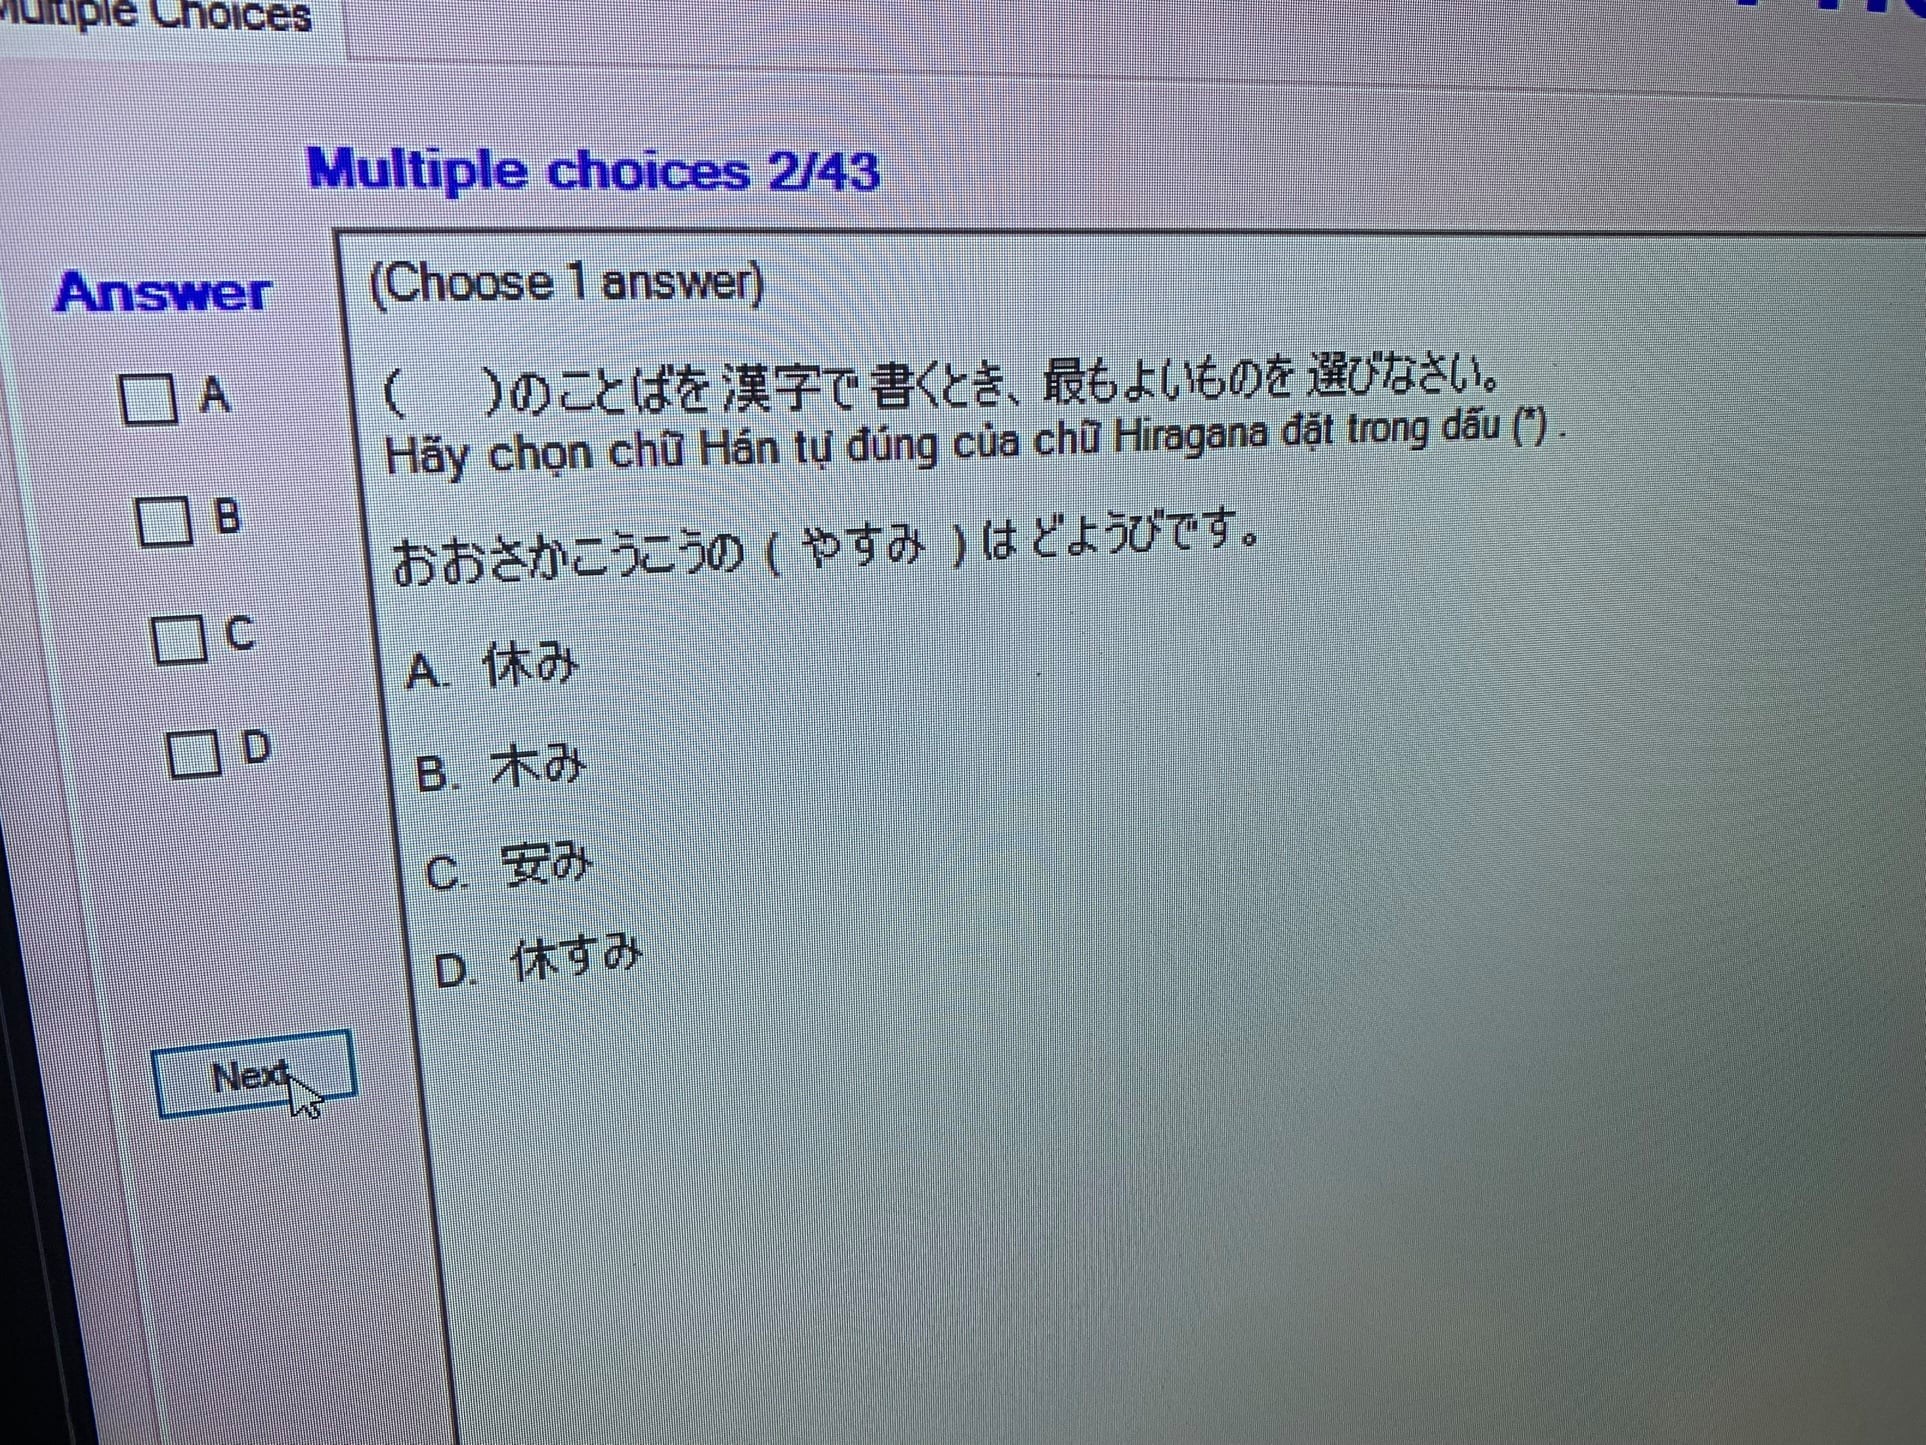 Multiple Choices
Multiple choices 2/43
Answer
A
B
C
D
Next
(Choose 1 answer)
(　　)のことばを漢字で書くとき、最もよいものを選びなさい。
Hãy chọn chữ Hán tự đúng của chữ Hiragana đặt trong dấu (*) .
おおさかこうこうの ( やすみ ) は どようびです。
A. 休み
B. 木み
C. 安み
D. 休すみ